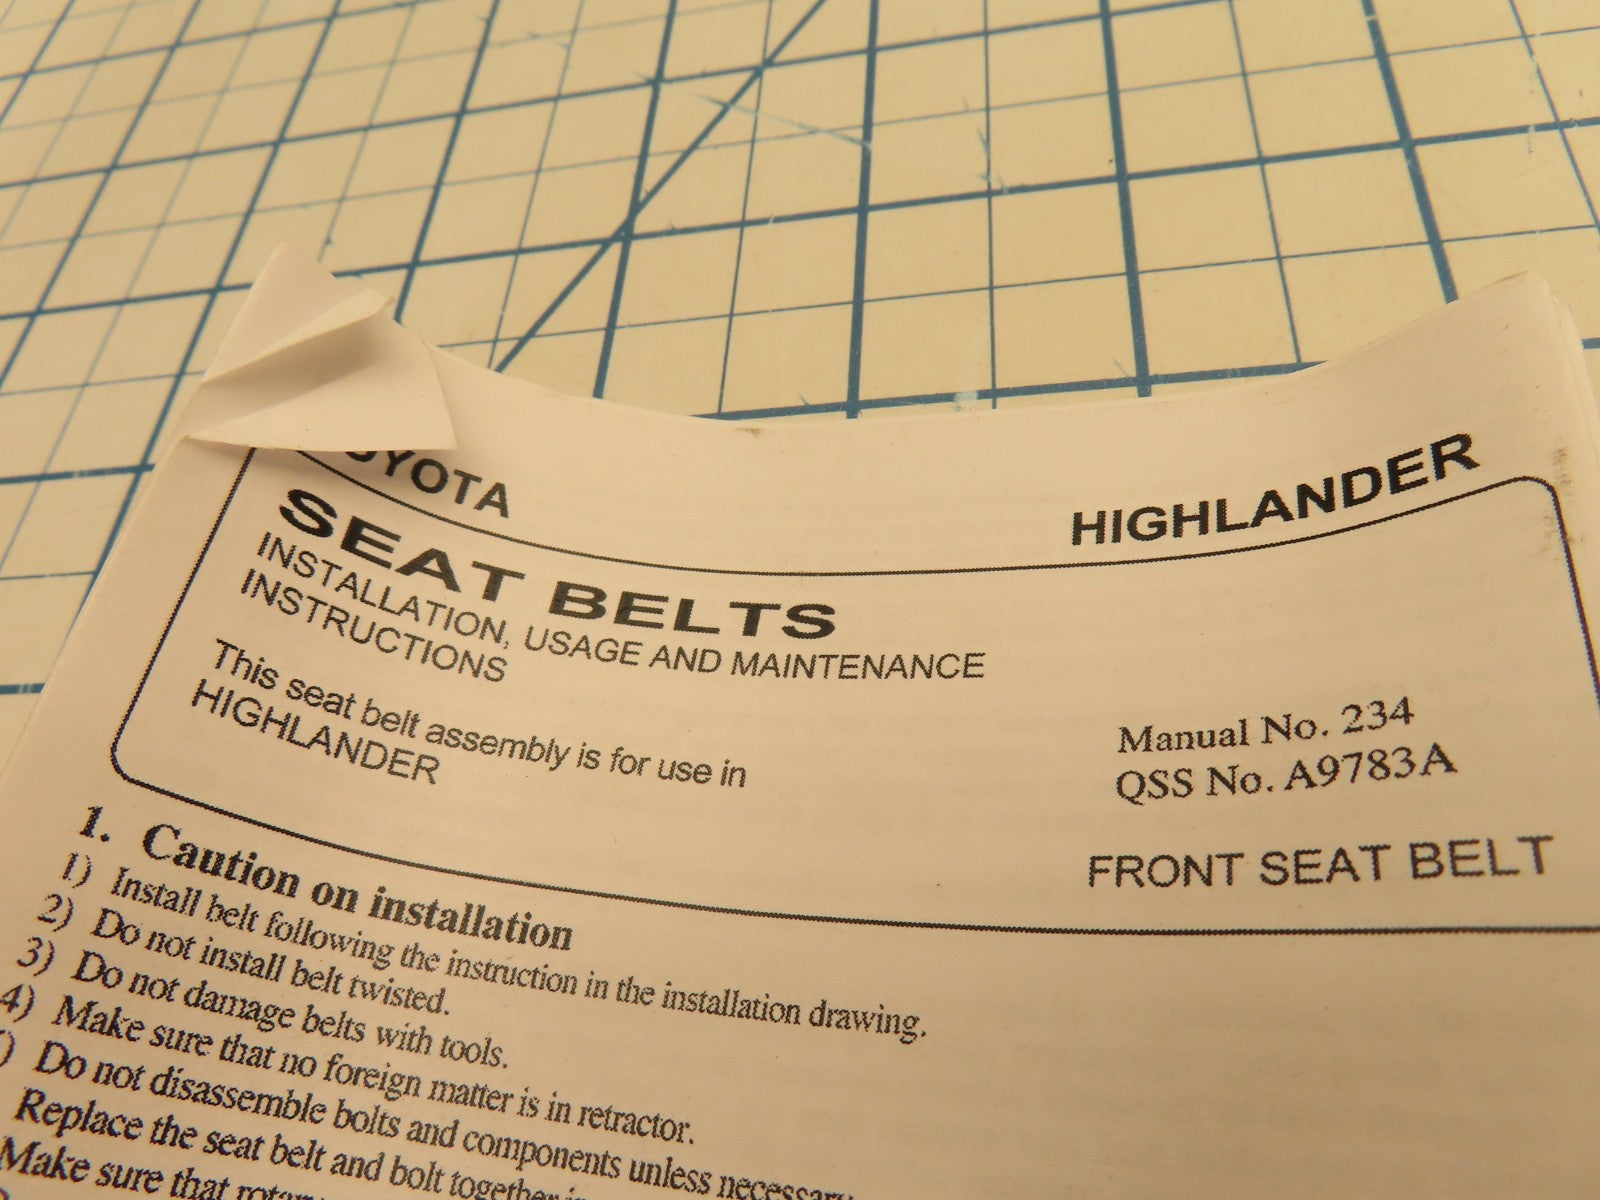 HIGHLANDER
SEAT BELTS
INSTALLATION, USAGE AND MAINTENANCE
INSTRUCTIONS
This seat belt assembly is for use in
HIGHLANDER
Manual No. 234
QSS No. A9783A
FRONT SEAT BELT
1. Caution on installation
1) Install belt following the instruction in the installation drawing.
2) Do not install belt twisted.
3) Do not damage belts with tools.
4) Make sure that no foreign matter is in retractor.
) Do not disassemble bolts and components unless necessary.
Replace the seat belt and bolt together
Make sure that